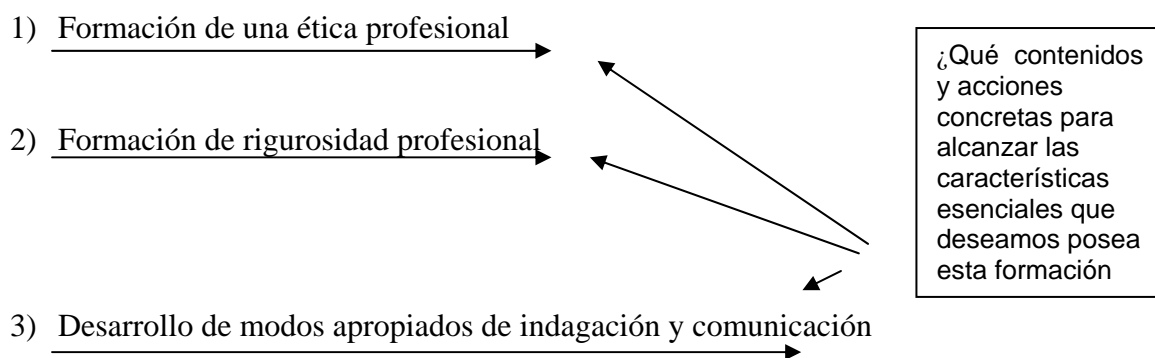 1) Formación de una ética profesional
2) Formación de rigurosidad profesional
3) Desarrollo de modos apropiados de indagación y comunicación
¿Qué contenidos
y acciones
concretas para
alcanzar las
características
esenciales que
deseamos posea
esta formación